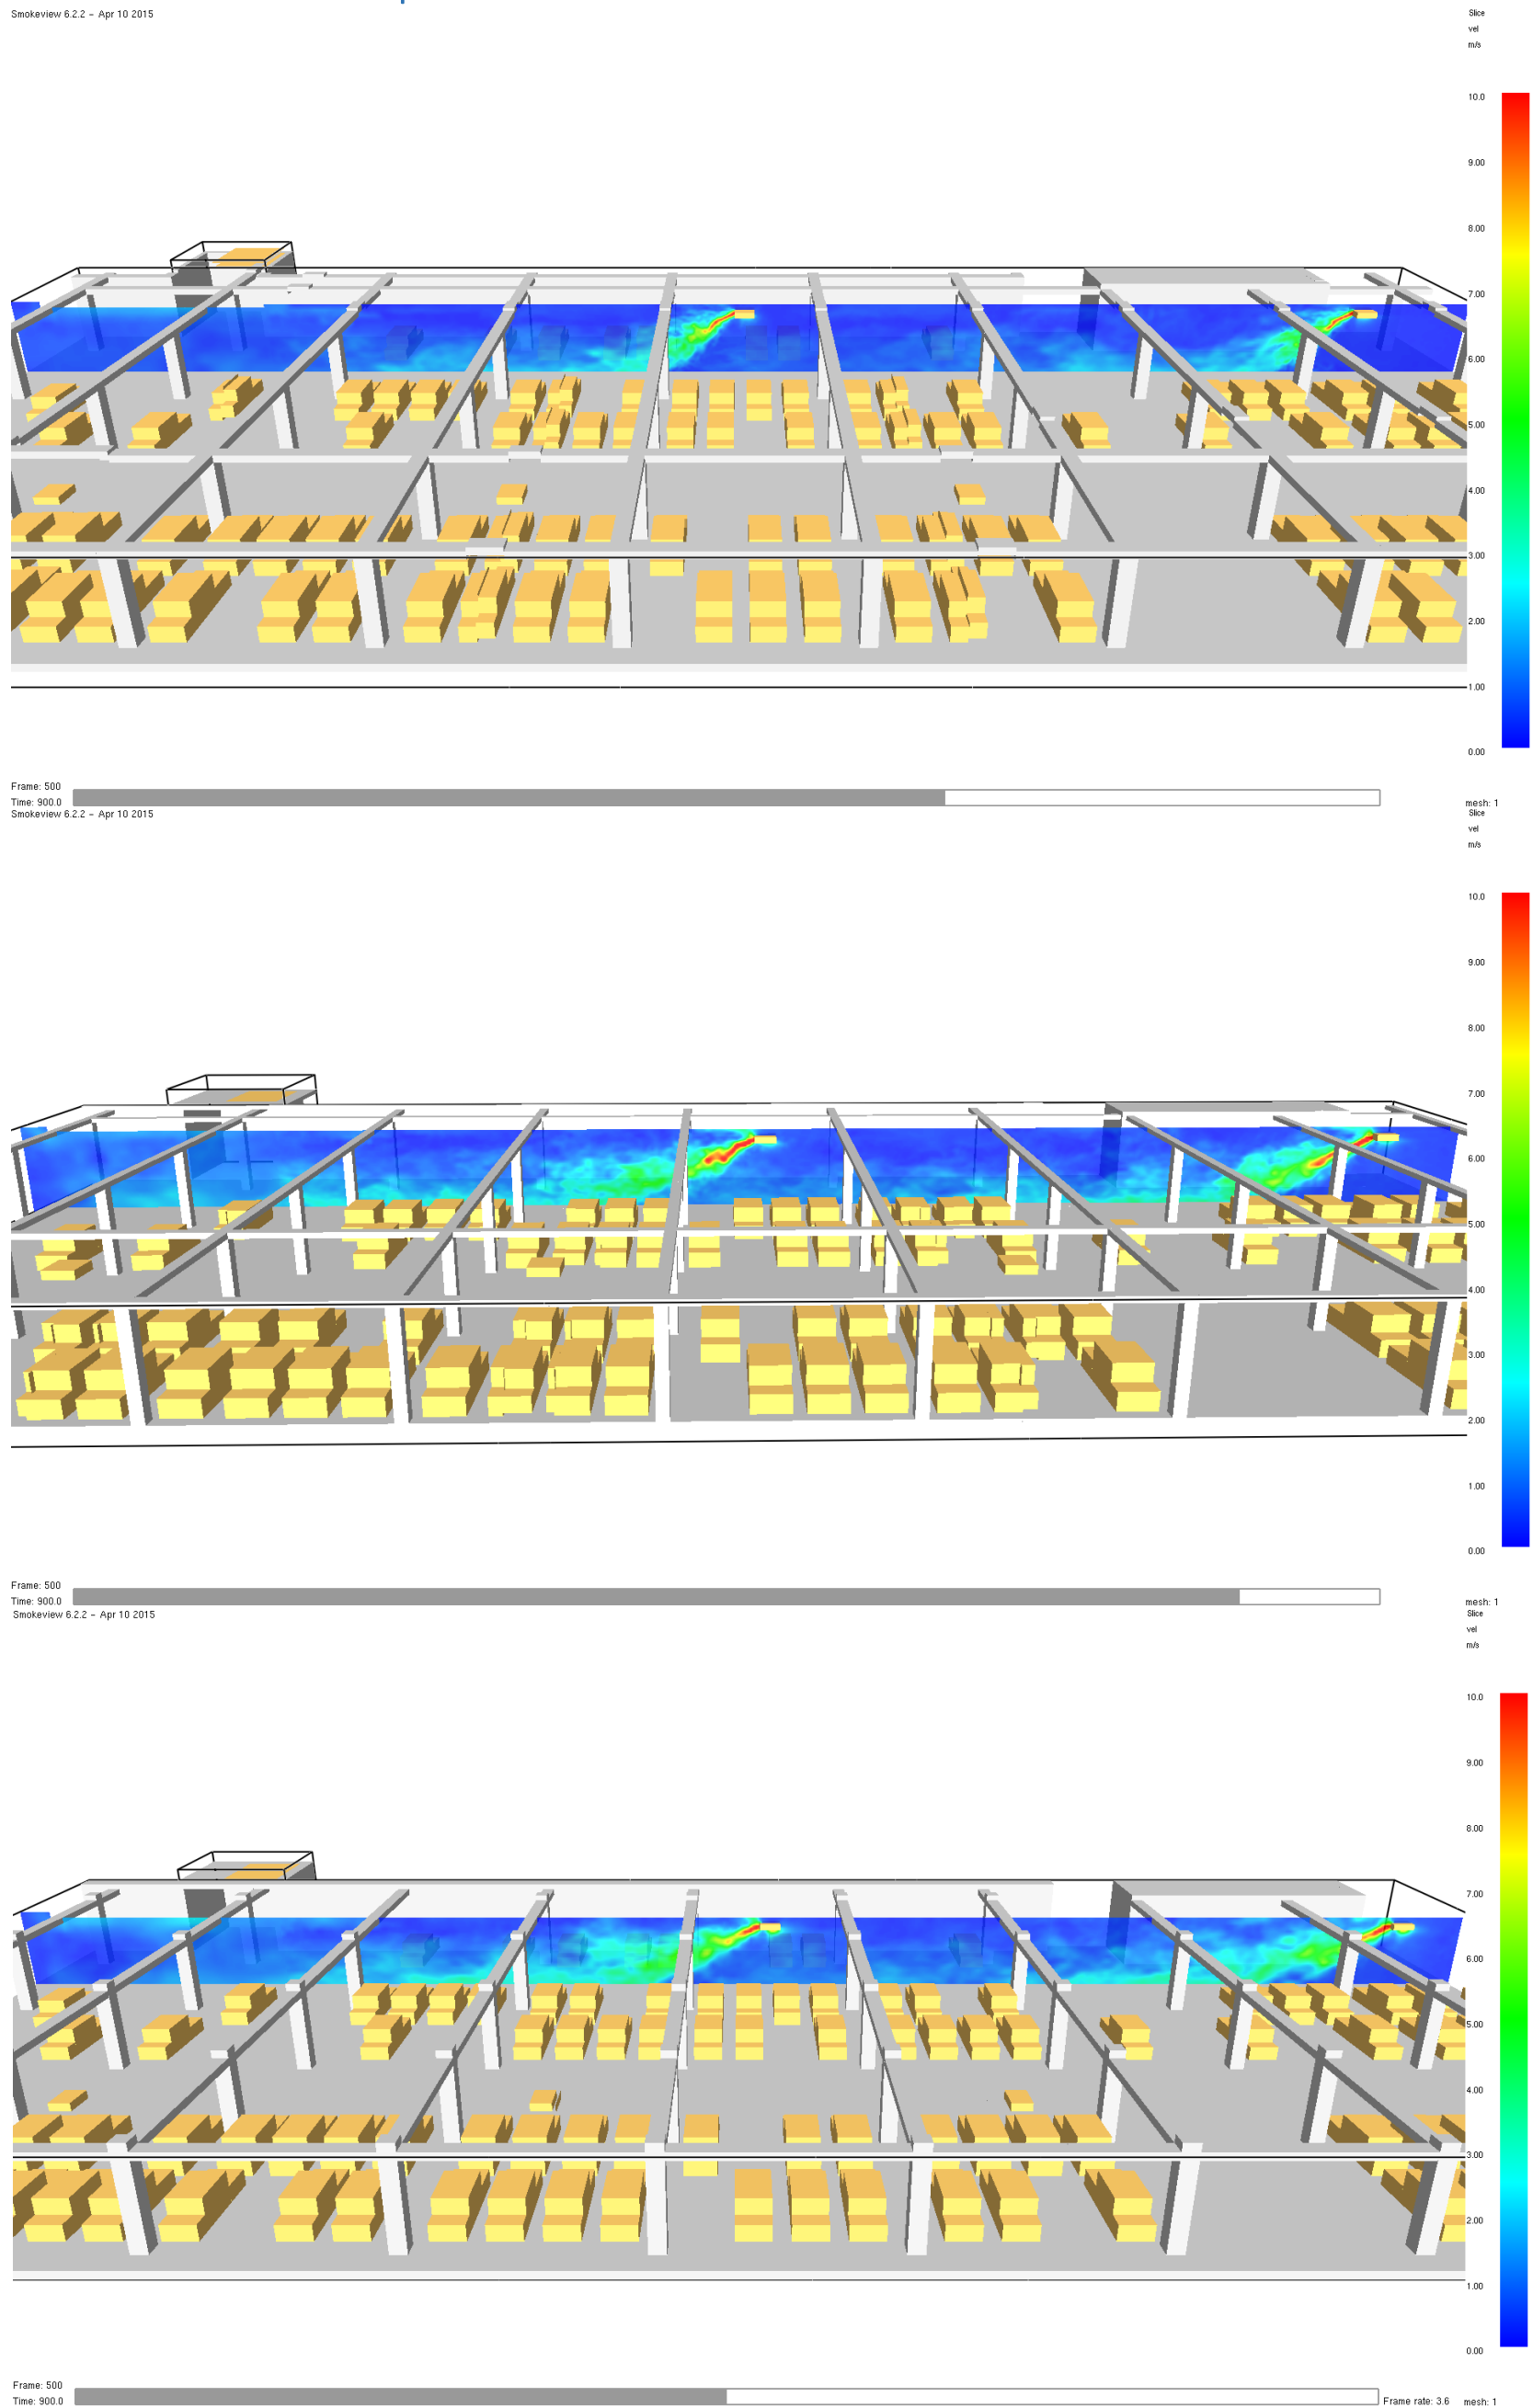 Smokeview 6.2.2 – Apr 10 2015
Slice
vel
m/s
10.0
9.00
8.00
7.00
6.00
5.00
4.00
3.00
2.00
1.00
0.00
Frame: 500
Time: 900.0
mesh: 1
Smokeview 6.2.2 – Apr 10 2015
Slice
vel
m/s
10.0
9.00
8.00
7.00
6.00
5.00
4.00
3.00
2.00
1.00
0.00
Frame: 500
Time: 900.0
mesh: 1
Smokeview 6.2.2 – Apr 10 2015
Slice
vel
m/s
10.0
9.00
8.00
7.00
6.00
5.00
4.00
3.00
2.00
1.00
0.00
Frame: 500
Time: 900.0
Frame rate: 3.6 mesh: 1